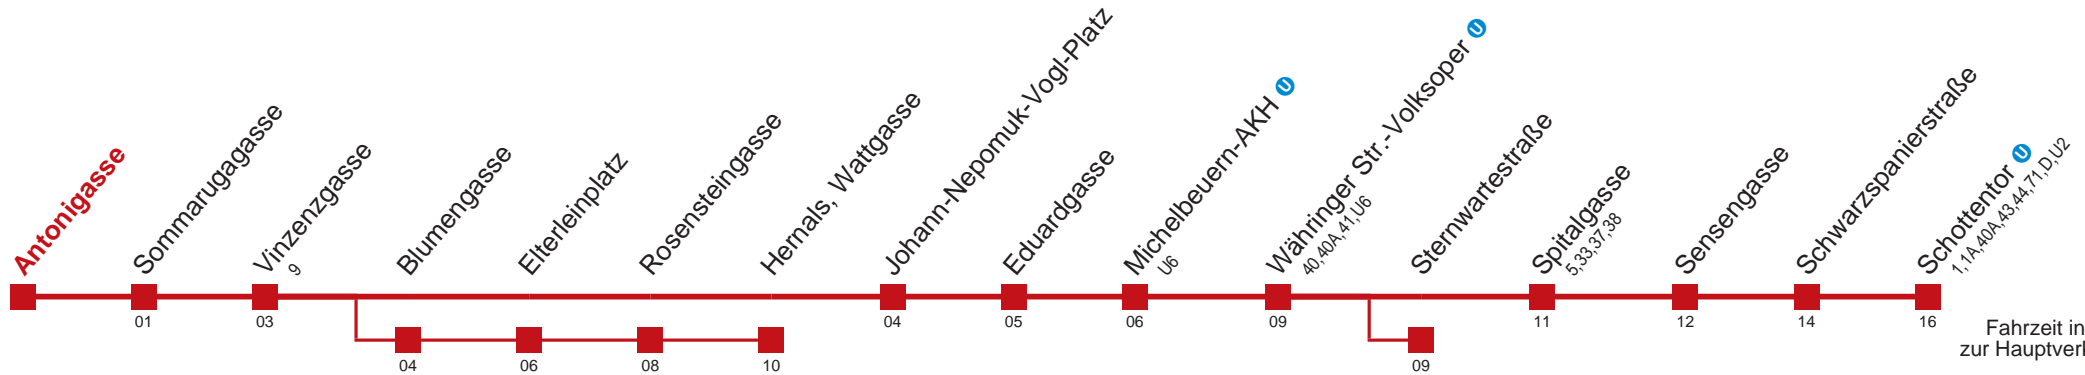 Antonigasse
Sommarugagasse
01
Vinzenzgasse
9
03
Blumengasse
04
Elterleinplatz
06
Rosensteingasse
08
Hernals, Wattgasse
10
Johann-Nepomuk-Vogl-Platz
04
Eduardgasse
05
Michelbeuern-AKH U
U6
06
Währinger Str.-Volksoper U
40,40A,41,U6
09
Sternwartestraße
09
Spitalgasse
5,33,37,38
11
Sensengasse
12
Schwarzspanierstraße
14
Schottentor U
1,1A,40A,43,44,71,D,U2
16
Fahrzeit in
zur Hauptverl